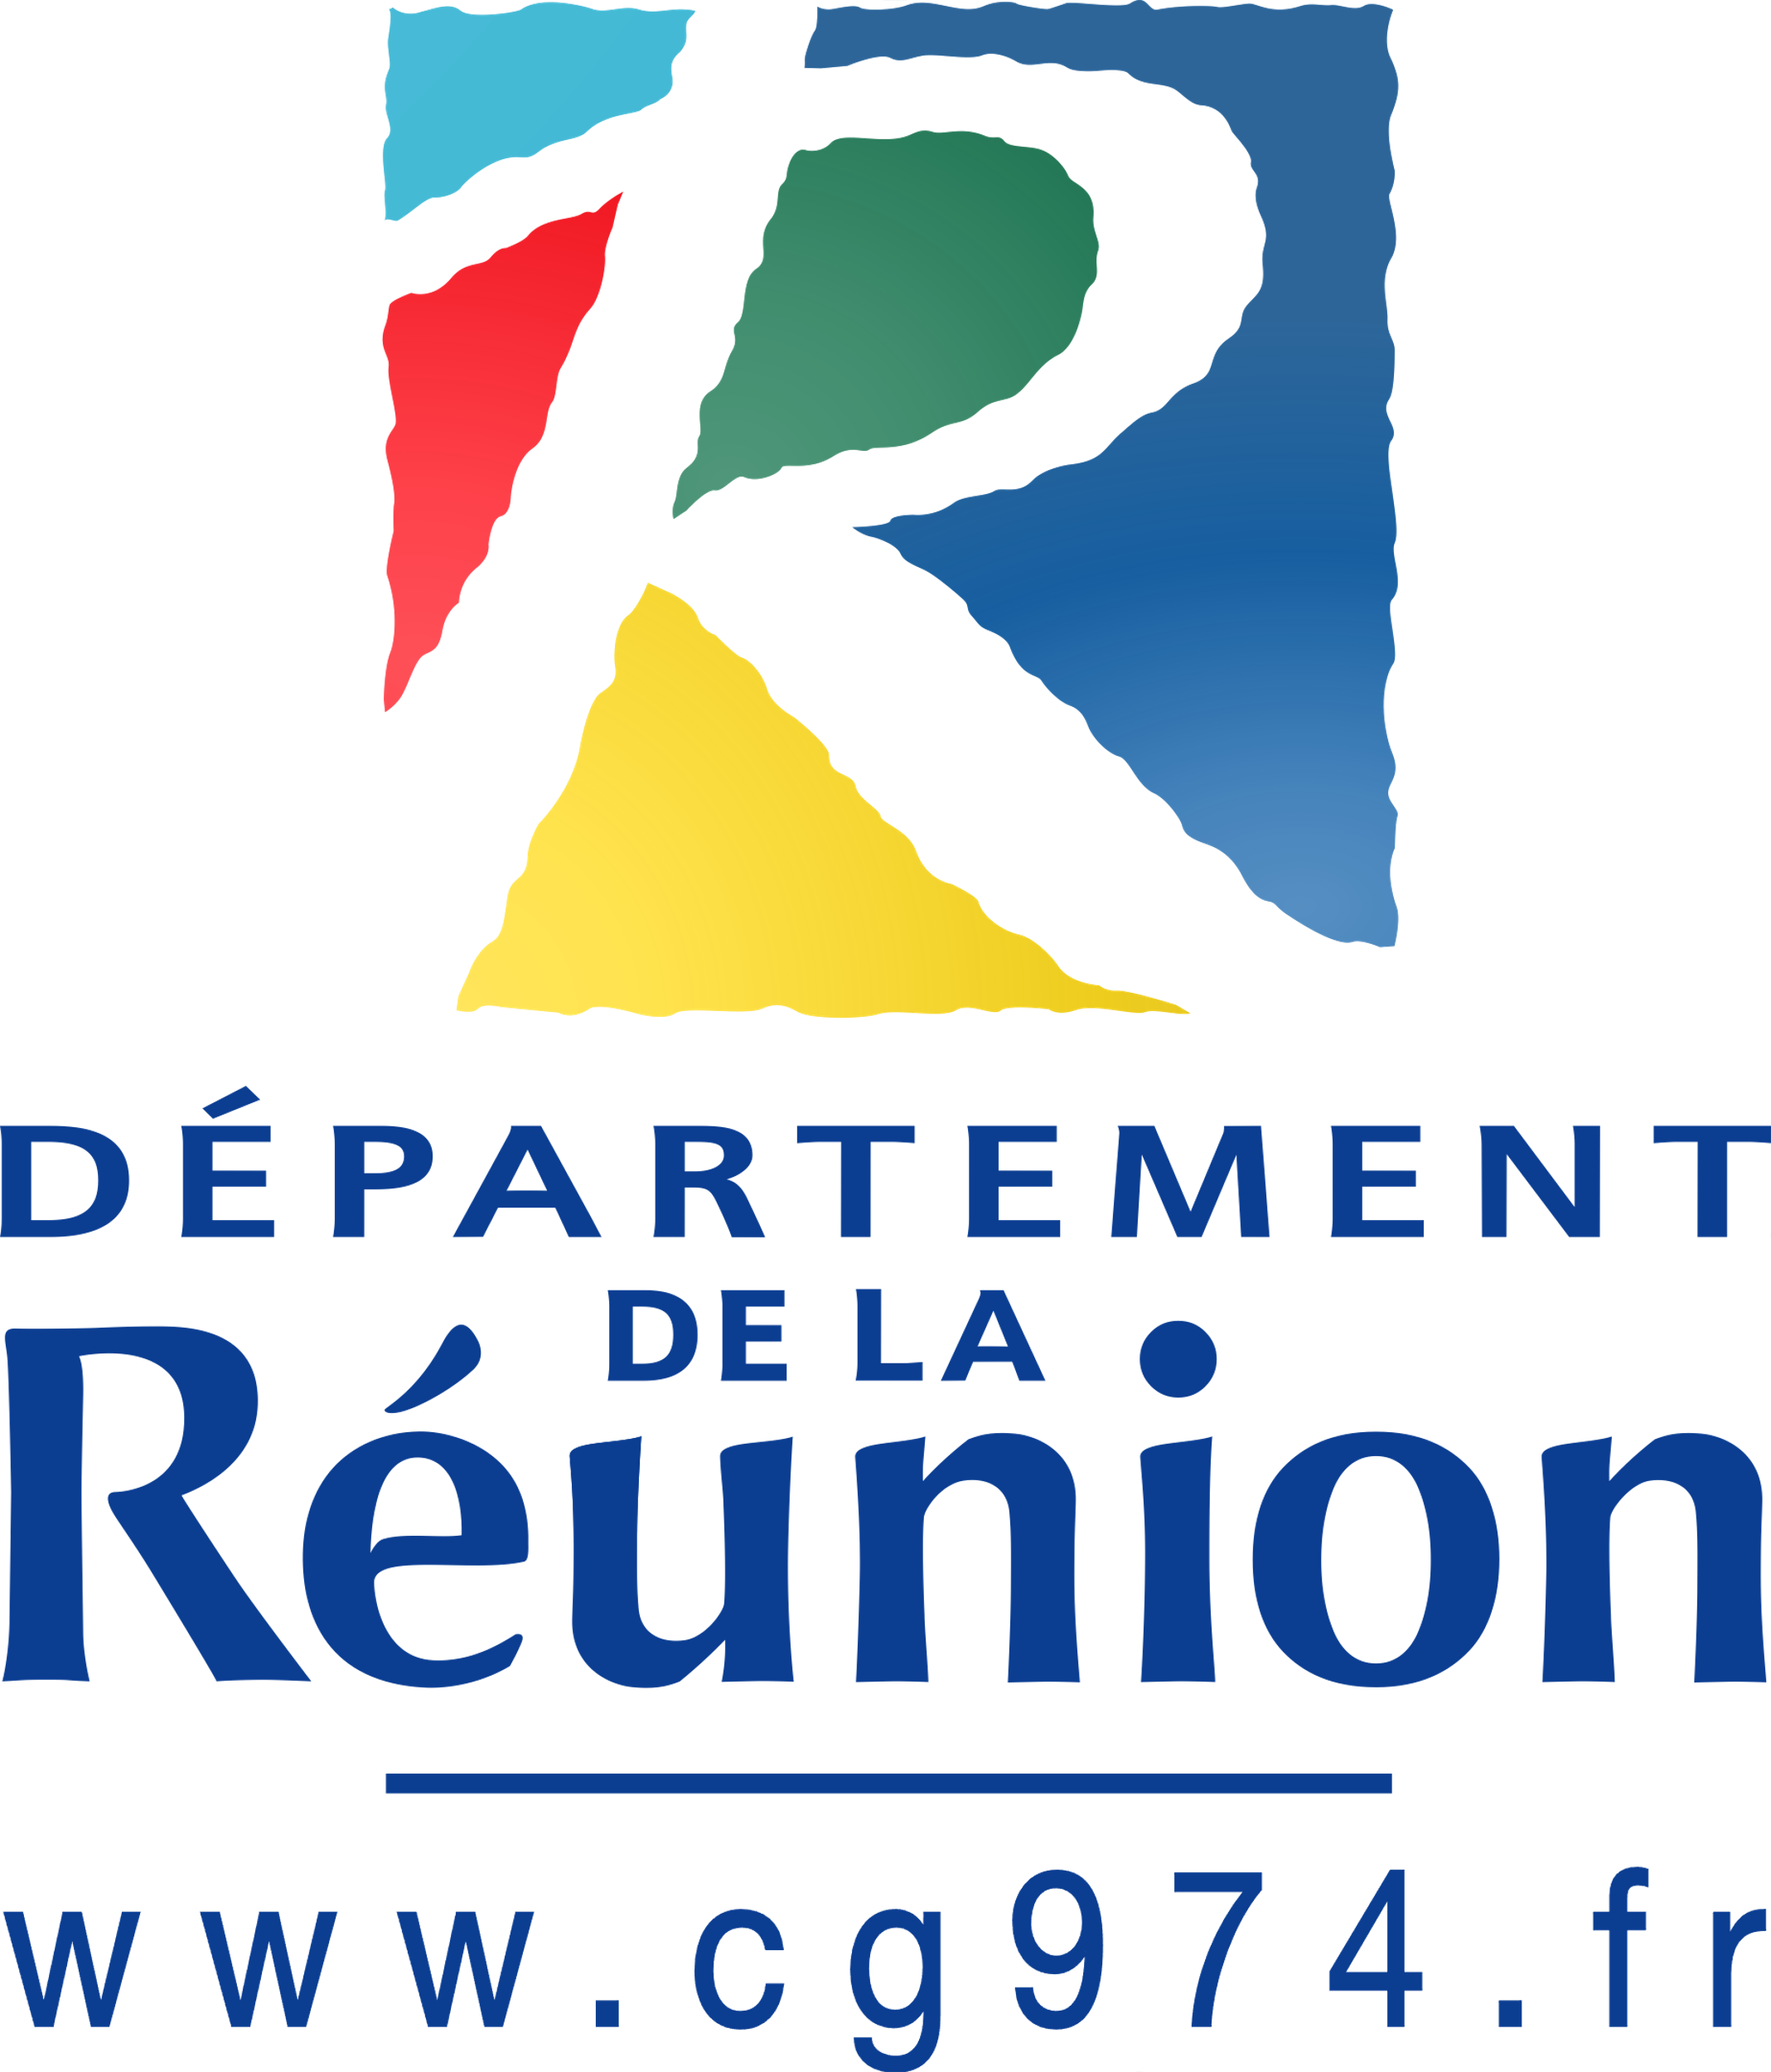 DÉPARTEMENT
DE LA
Réunion
www.cg974.fr